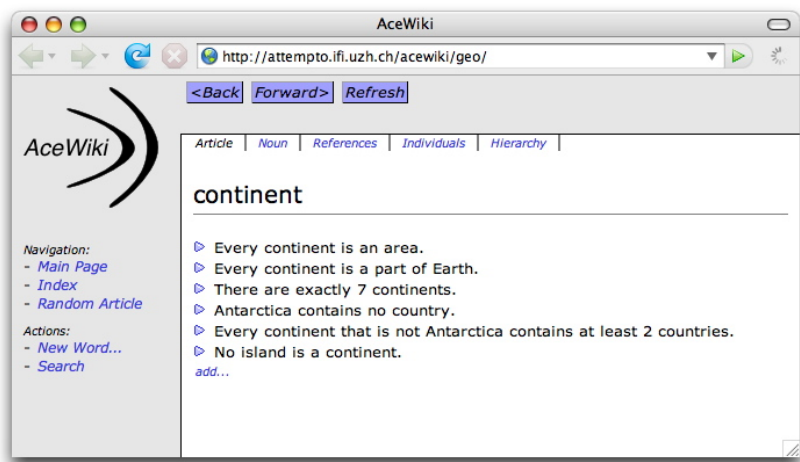 AceWiki
http://attempto.ifi.uzh.ch/acewiki/geo/
<Back Forward> Refresh
AceWiki
Article Noun References Individuals Hierarchy
continent
Navigation:
- Main Page
- Index
- Random Article
Actions:
- New Word...
- Search
Every continent is an area.
Every continent is a part of Earth.
There are exactly 7 continents.
Antarctica contains no country.
Every continent that is not Antarctica contains at least 2 countries.
No island is a continent.
add...